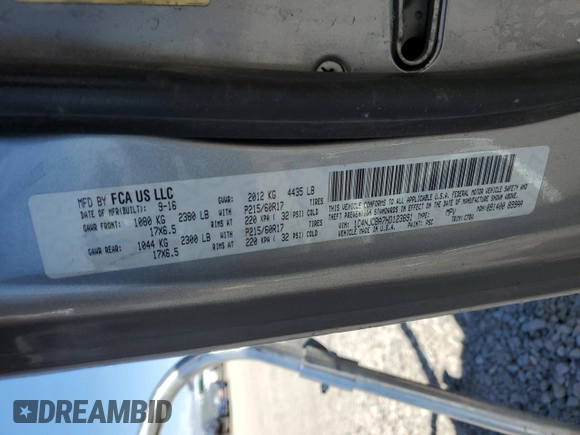 MFD BY FCA US LLC
DATE OF MFR(BUILT): 9-16
GVWR: 2012 KG 4435 LB
GAWR FRONT: 1080 KG 2380 LB
17X6.5
P215/60R17 TIRES
220 KPA ( 32 PSI) COLD RIMS AT
GAWR REAR: 1044 KG 2300 LB
17X6.5
P215/60R17 TIRES
220 KPA ( 32 PSI) COLD RIMS AT
THIS VEHICLE CONFORMS TO ALL APPLICABLE U.S.A. FEDERAL MOTOR VEHICLE SAFETY AND
THEFT PREVENTION STANDARDS IN EFFECT ON THE DATE OF MANUFACTURE SHOWN ABOVE.
VIN: 1C4NJCBB7HD123891
TYPE: MPV
MADE IN U.S.A.
PAINT: PSC
DREAMBID